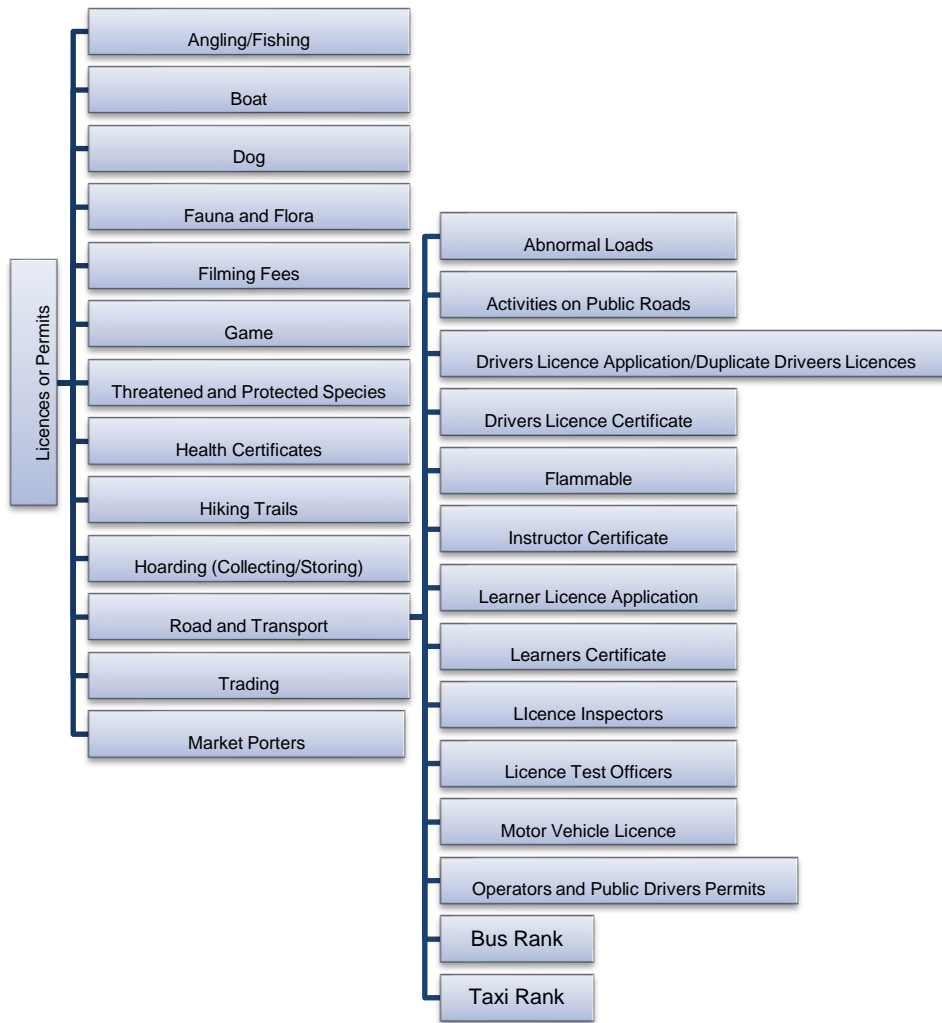 Licences or Permits
Angling/Fishing
Boat
Dog
Fauna and Flora
Filming Fees
Game
Threatened and Protected Species
Health Certificates
Hiking Trails
Hoarding (Collecting/Storing)
Road and Transport
Trading
Market Porters
Abnormal Loads
Activities on Public Roads
Drivers Licence Application/Duplicate Driveers Licences
Drivers Licence Certificate
Flammable
Instructor Certificate
Learner Licence Application
Learners Certificate
LIcence Inspectors
Licence Test Officers
Motor Vehicle Licence
Operators and Public Drivers Permits
Bus Rank
Taxi Rank